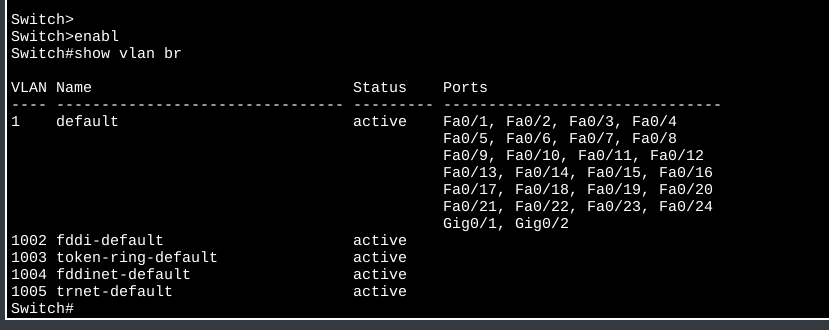 Switch>
Switch>enabl
Switch#show vlan br
VLAN Name                             Status    Ports
---- -------------------------------- --------- -------------------------------
1    default                          active    Fa0/1, Fa0/2, Fa0/3, Fa0/4
                                                Fa0/5, Fa0/6, Fa0/7, Fa0/8
                                                Fa0/9, Fa0/10, Fa0/11, Fa0/12
                                                Fa0/13, Fa0/14, Fa0/15, Fa0/16
                                                Fa0/17, Fa0/18, Fa0/19, Fa0/20
                                                Fa0/21, Fa0/22, Fa0/23, Fa0/24
                                                Gig0/1, Gig0/2
1002 fddi-default                     active
1003 token-ring-default               active
1004 fddinet-default                  active
1005 trnet-default                    active
Switch#